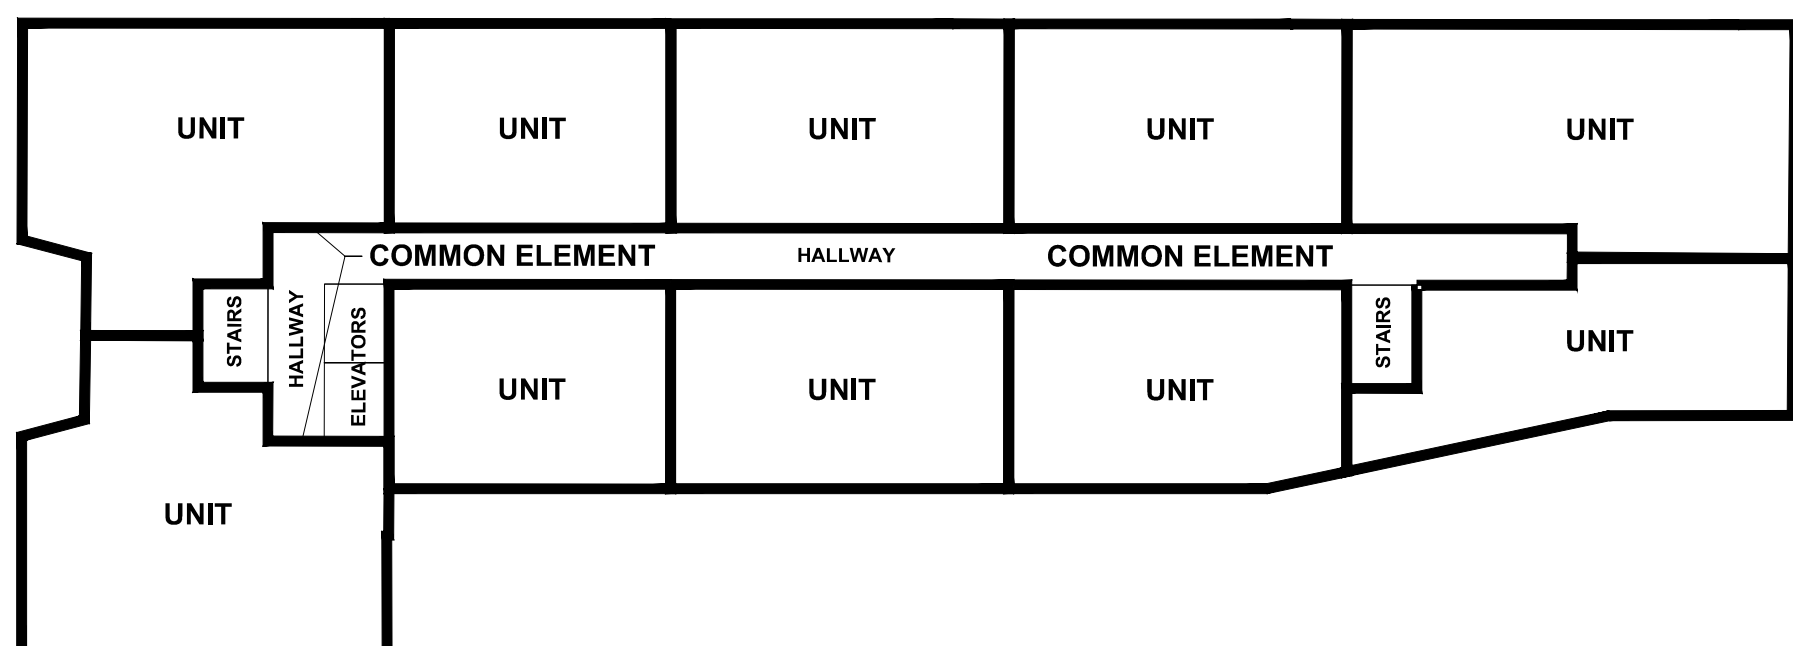 UNIT
UNIT
UNIT
UNIT
UNIT
COMMON ELEMENT
HALLWAY
COMMON ELEMENT
STAIRS
HALLWAY
ELEVATORS
STAIRS
UNIT
UNIT
UNIT
UNIT
UNIT